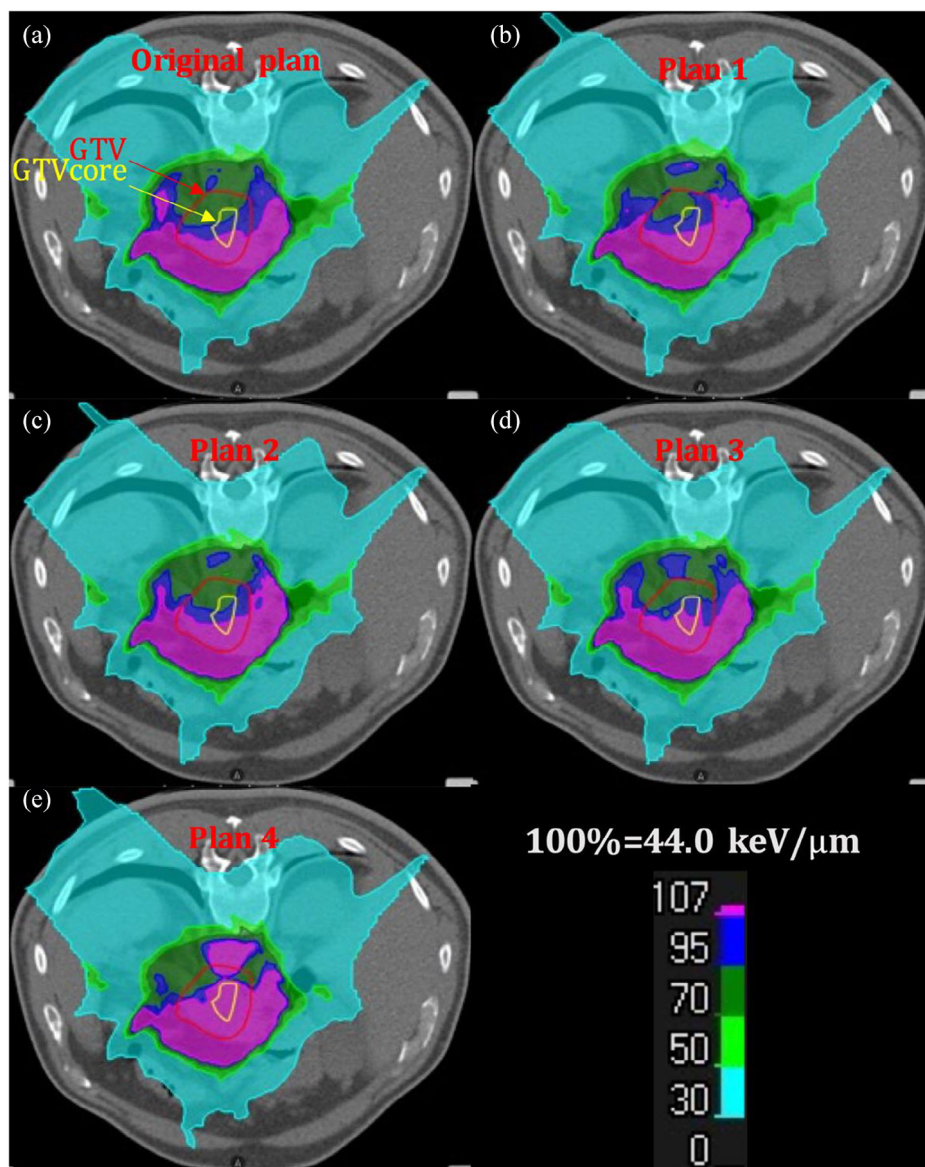 (a)
Original plan
GTV
GTVcore
A
(b)
Plan 1
A
(c)
Plan 2
A
(d)
Plan 3
A
(e)
Plan 4
A
100%=44.0 keV/μm
107
95
70
50
30
0